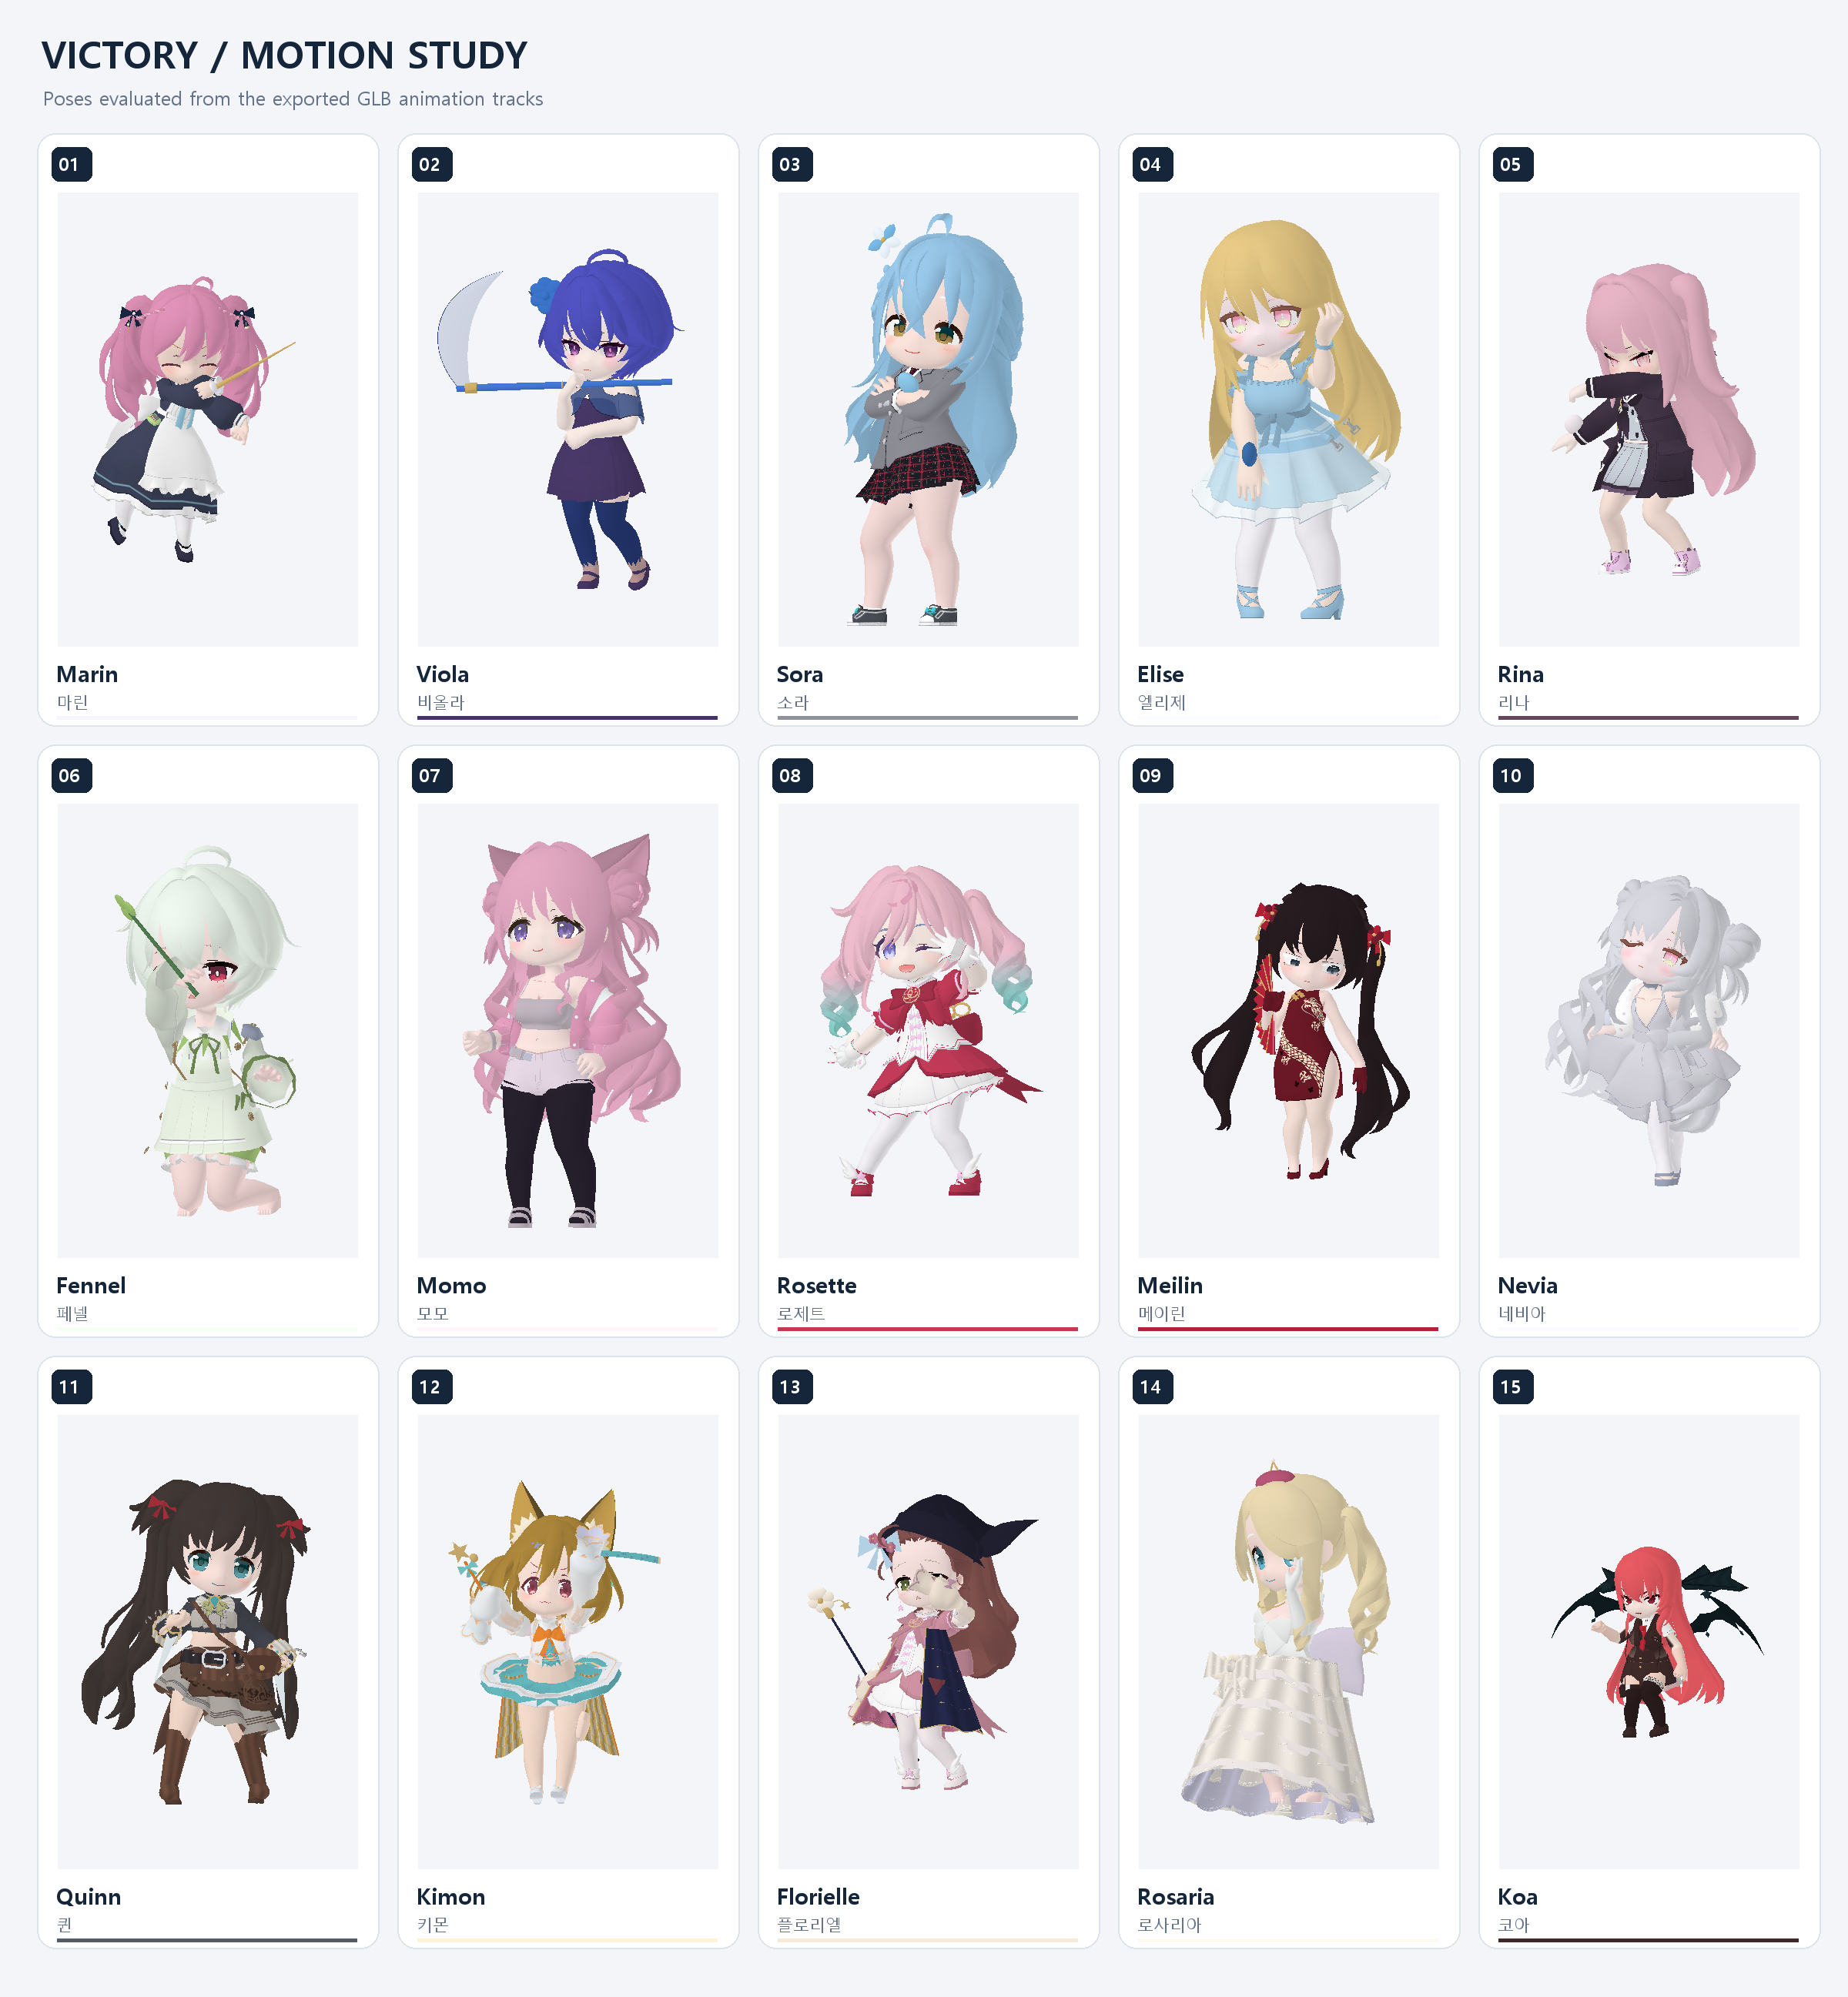 VICTORY / MOTION STUDY
Poses evaluated from the exported GLB animation tracks
01
Marin
마린
02
Viola
비올라
03
Sora
소라
04
Elise
엘리제
05
Rina
리나
06
Fennel
페넬
07
Momo
모모
08
Rosette
로제트
09
Meilin
메이린
10
Nevia
네비아
11
Quinn
퀸
12
Kimon
키몬
13
Florielle
플로리엘
14
Rosaria
로사리아
15
Koa
코아